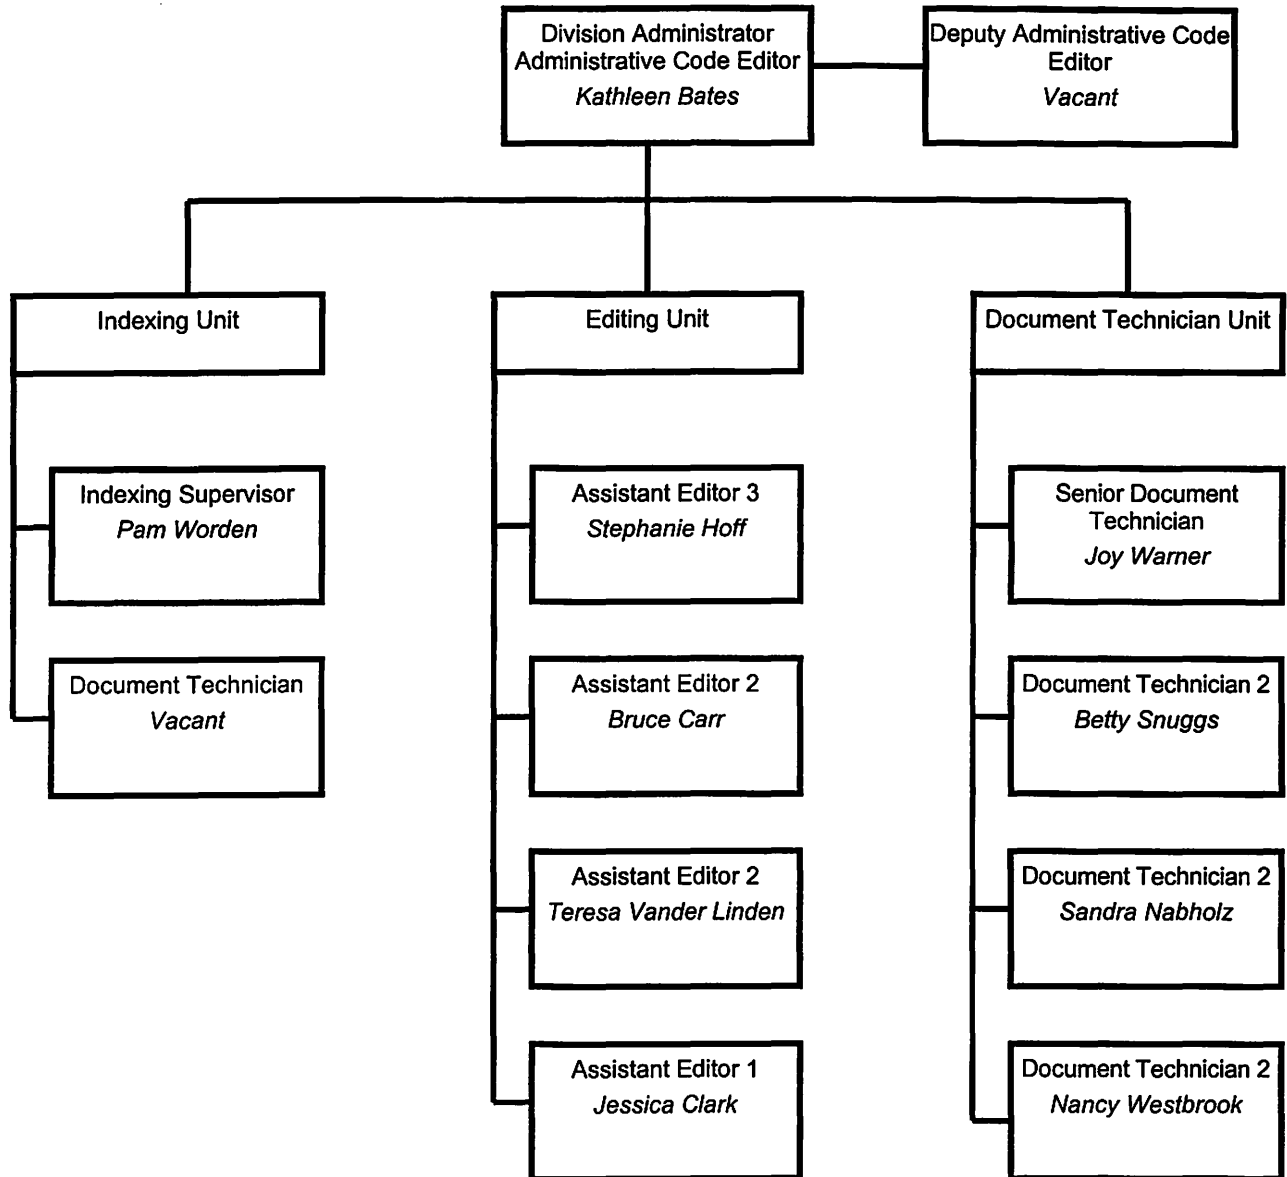 Division Administrator
Administrative Code Editor
Kathleen Bates
Deputy Administrative Code
Editor
Vacant
Indexing Unit
Editing Unit
Document Technician Unit
Indexing Supervisor
Pam Worden
Document Technician
Vacant
Assistant Editor 3
Stephanie Hoff
Assistant Editor 2
Bruce Carr
Assistant Editor 2
Teresa Vander Linden
Assistant Editor 1
Jessica Clark
Senior Document
Technician
Joy Warner
Document Technician 2
Betty Snuggs
Document Technician 2
Sandra Nabholz
Document Technician 2
Nancy Westbrook